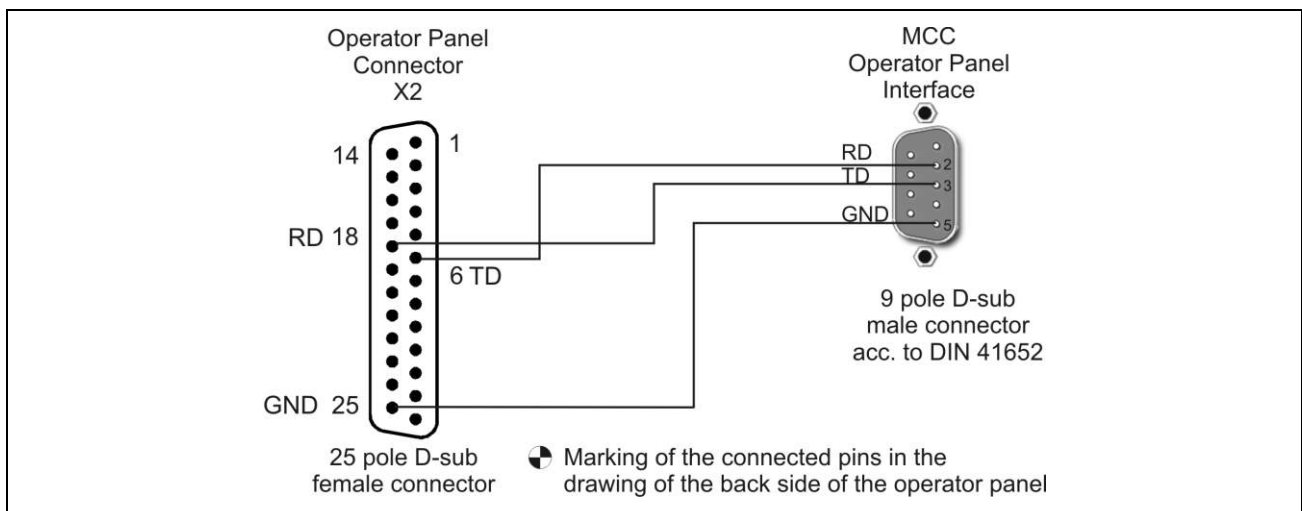 Operator Panel
Connector
X2
MCC
Operator Panel
Interface
14
1
RD
2
TD
3
GND
5
RD 18
6 TD
GND 25
9 pole D-sub
male connector
acc. to DIN 41652
25 pole D-sub
female connector
Marking of the connected pins in the
drawing of the back side of the operator panel